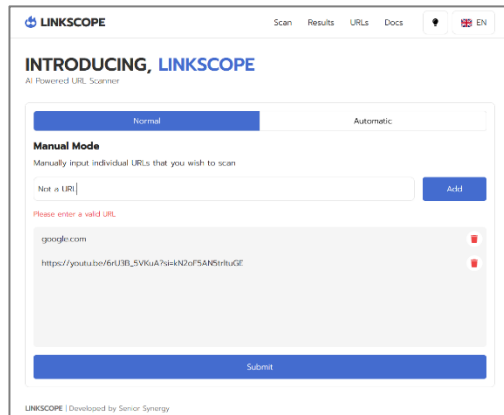 LINKSCOPE Scan Results URLs Docs EN
INTRODUCING, LINKSCOPE
AI Powered URL Scanner
Normal Automatic
Manual Mode
Manually input individual URLs that you wish to scan
Not a URL Add
Please enter a valid URL
google.com
https://youtu.be/6rU3B_5VKuA?si=kN2oF5AN5trltuGE
Submit
LINKSCOPE | Developed by Senior Synergy